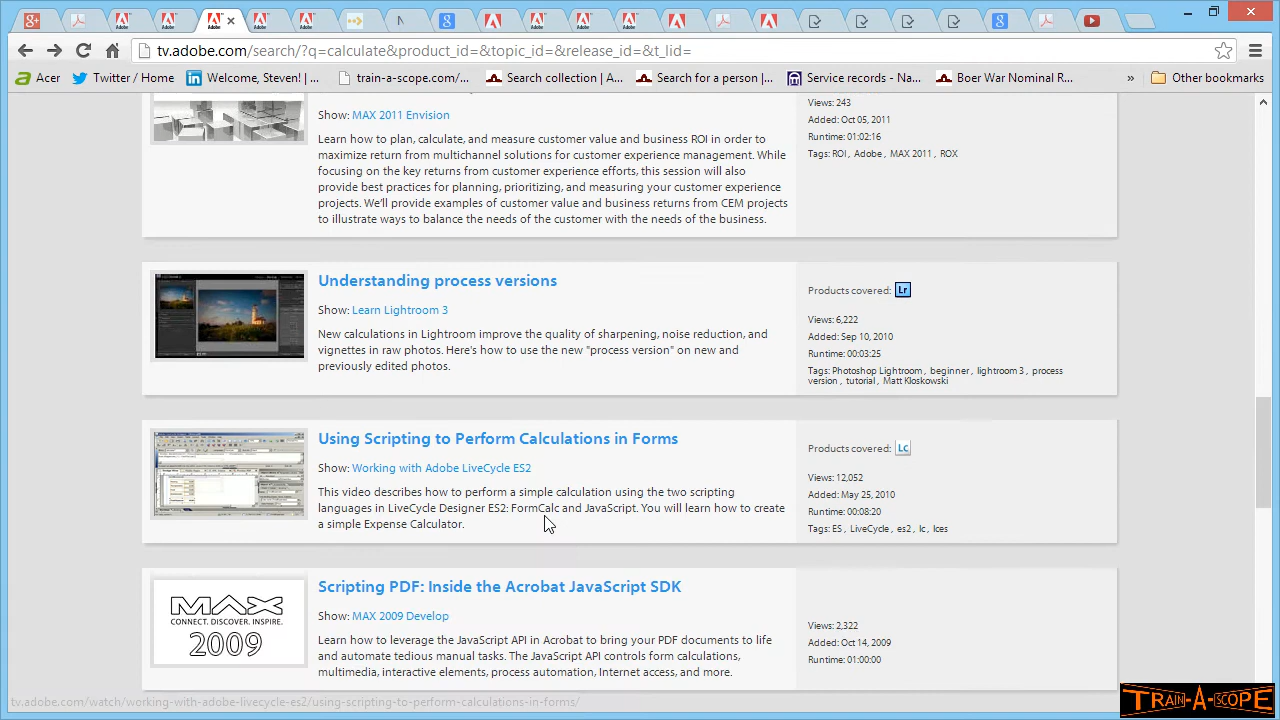 tv.adobe.com/search/?q=calculate&product_id=&topic_id=&release_id=&t_lid=
Acer
Twitter / Home
Welcome, Steven! |...
train-a-scope.com/...
Search collection | A...
Search for a person |...
Service records - Na...
Boer War Nominal R...
»
Other bookmarks
Show: MAX 2011 Envision
Learn how to plan, calculate, and measure customer value and business ROI in order to
maximize return from multichannel solutions for customer experience management. While
focusing on the key returns from customer experience efforts, this session will also
provide best practices for planning, prioritizing, and measuring your customer experience
projects. We'll provide examples of customer value and business returns from CEM projects
to illustrate ways to balance the needs of the customer with the needs of the business.
Views: 243
Added: Oct 05, 2011
Runtime: 01:02:16
Tags: ROI , Adobe , MAX 2011 , ROX
Understanding process versions
Show: Learn Lightroom 3
New calculations in Lightroom improve the quality of sharpening, noise reduction, and
vignettes in raw photos. Here's how to use the new "process version" on new and
previously edited photos.
Products covered: Lr
Views: 6,222
Added: Sep 10, 2010
Runtime: 00:03:25
Tags: Photoshop Lightroom , beginner , lightroom 3 , process
version , tutorial , Matt Kloskowski
Using Scripting to Perform Calculations in Forms
Show: Working with Adobe LiveCycle ES2
This video describes how to perform a simple calculation using the two scripting
languages in LiveCycle Designer ES2: FormCalc and JavaScript. You will learn how to create
a simple Expense Calculator.
Products covered: Lc
Views: 12,052
Added: May 25, 2010
Runtime: 00:08:20
Tags: ES , LiveCycle , es2 , lc , lces
MAX
CONNECT. DISCOVER. INSPIRE.
2009
Scripting PDF: Inside the Acrobat JavaScript SDK
Show: MAX 2009 Develop
Learn how to leverage the JavaScript API in Acrobat to bring your PDF documents to life
and automate tedious manual tasks. The JavaScript API controls form calculations,
multimedia, interactive elements, process automation, Internet access, and more.
Views: 2,322
Added: Oct 14, 2009
Runtime: 01:00:00
tv.adobe.com/watch/working-with-adobe-livecycle-es2/using-scripting-to-perform-calculations-in-forms/
TRAIN-A-SCOPE